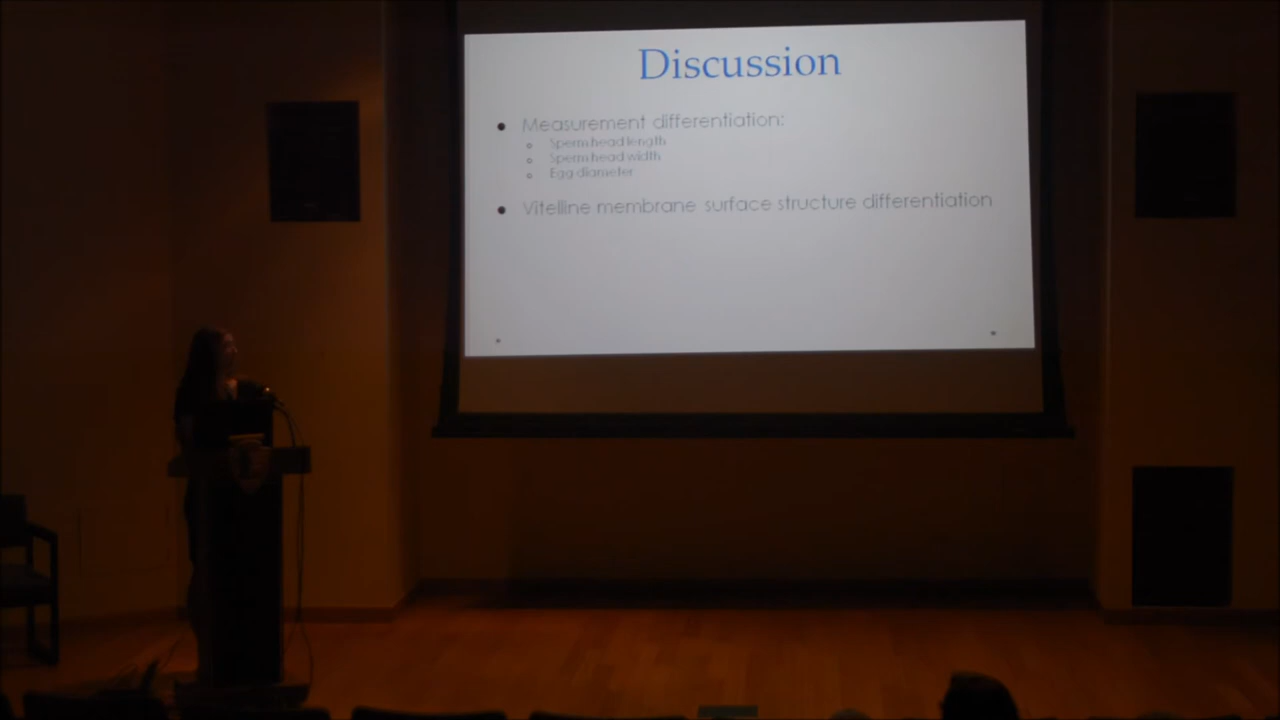 Discussion
Measurement differentiation:
Sperm head length
Sperm head width
Egg diameter
Vitelline membrane surface structure differentiation